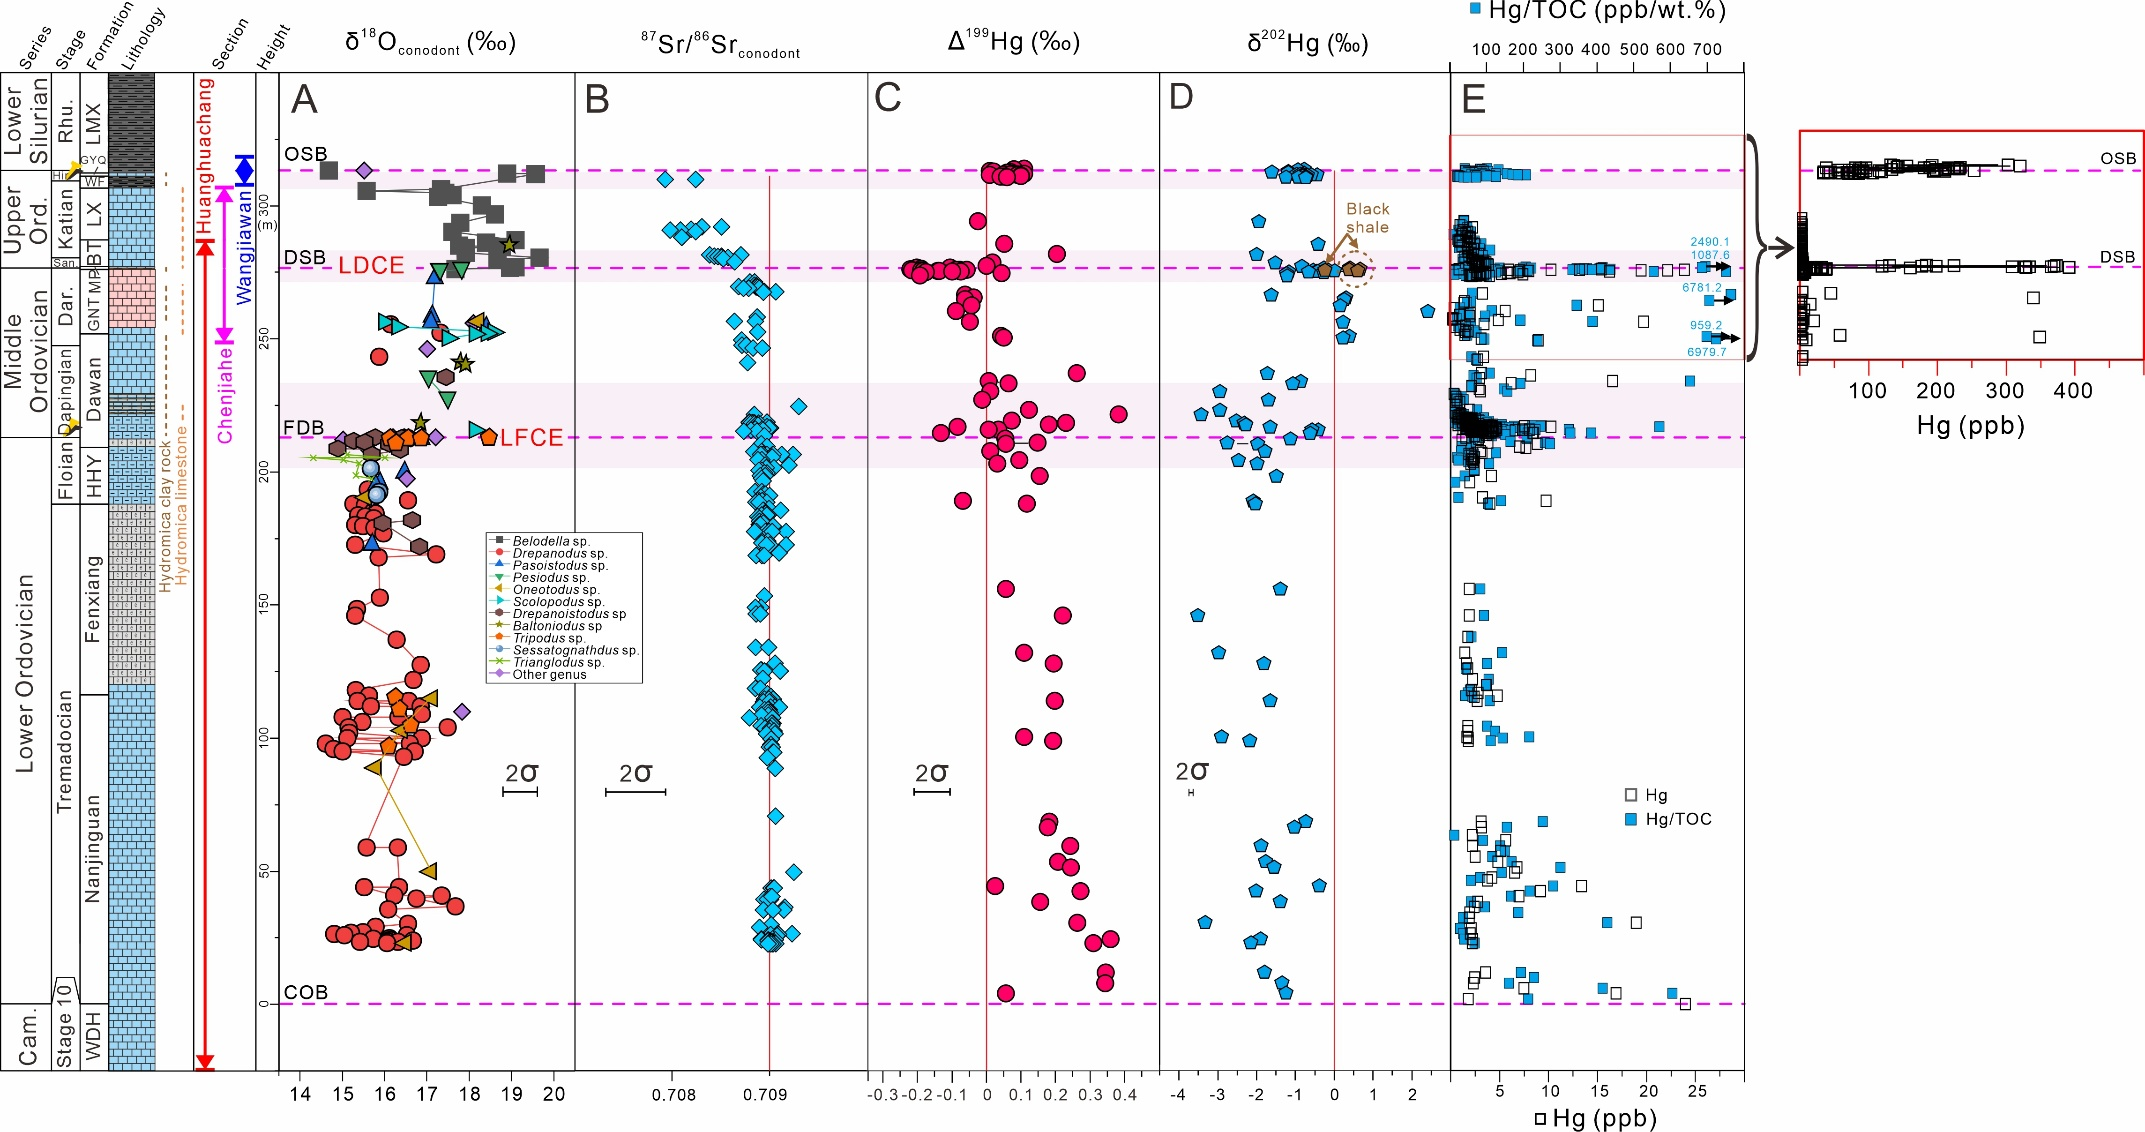 Series
Stage
Formation
Lithology
Section
Height
δ18Oconodont (‰)
87Sr/86Srconodont
Δ199Hg (‰)
δ202Hg (‰)
Hg/TOC (ppb/wt.%)
100 200 300 400 500 600 700
A
B
C
D
E
Lower Silurian
Upper Ord.
Middle Ordovician
Lower Ordovician
Cam.
Rhu.
Hir
Katian
San
Dar.
Dapingian
Floian
Tremadocian
Stage 10
LMX
GYQ
WF
LX
BT
MP
GNT
Dawan
HHY
Fenxiang
Nanjinguan
WDH
Hydromica clay rock
Hydromica limestone
Huanghuachang
Chenjiahe
Wangjiawan
300
(m)
250
200
150
100
50
0
OSB
DSB
LDCE
FDB
LFCE
COB
Belodella sp.
Drepanodus sp.
Pasoistodus sp.
Pesiodus sp.
Oneotodus sp.
Scolopodus sp.
Drepanoistodus sp
Baltoniodus sp
Tripodus sp.
Sessatognathdus sp.
Trianglodus sp.
Other genus
2σ
2σ
2σ
2σ
Black
shale
2490.1
1087.6
6781.2
959.2
6979.7
Hg
Hg/TOC
OSB
DSB
100 200 300 400
Hg (ppb)
14 15 16 17 18 19 20
0.708 0.709
-0.3 -0.2 -0.1 0 0.1 0.2 0.3 0.4
-4 -3 -2 -1 0 1 2
5 10 15 20 25
Hg (ppb)